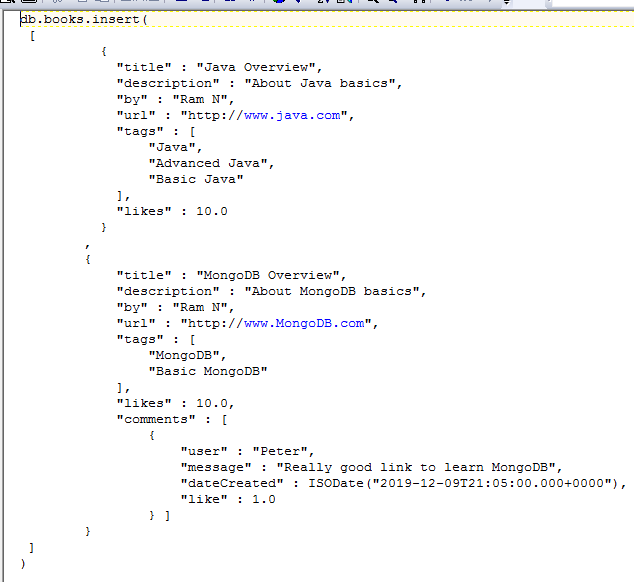 db.books.insert(
[
{
"title" : "Java Overview",
"description" : "About Java basics",
"by" : "Ram N",
"url" : "http://www.java.com",
"tags" : [
"Java",
"Advanced Java",
"Basic Java"
],
"likes" : 10.0
}
,
{
"title" : "MongoDB Overview",
"description" : "About MongoDB basics",
"by" : "Ram N",
"url" : "http://www.MongoDB.com",
"tags" : [
"MongoDB",
"Basic MongoDB"
],
"likes" : 10.0,
"comments" : [
{
"user" : "Peter",
"message" : "Really good link to learn MongoDB",
"dateCreated" : ISODate("2019-12-09T21:05:00.000+0000"),
"like" : 1.0
} ]
}
]
)